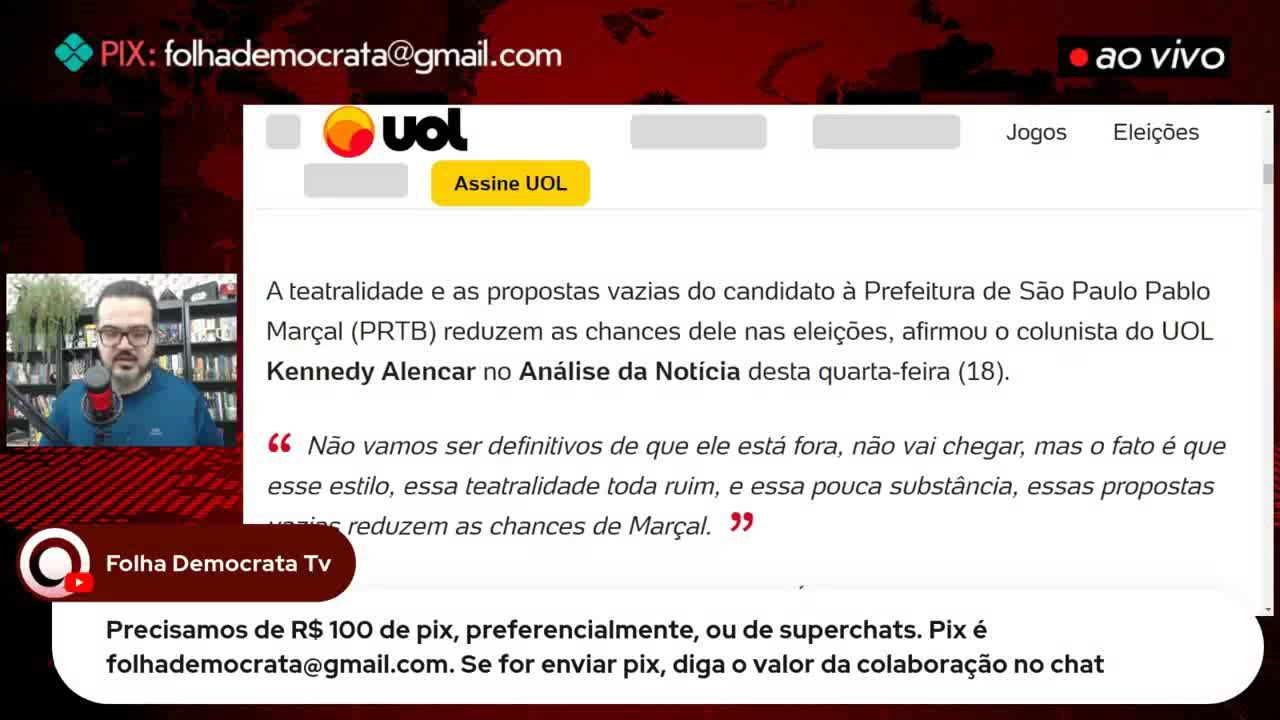 PIX: folhademocrata@gmail.com
ao vivo
uol
Jogos
Eleições
Assine UOL
A teatralidade e as propostas vazias do candidato à Prefeitura de São Paulo Pablo
Marçal (PRTB) reduzem as chances dele nas eleições, afirmou o colunista do UOL
Kennedy Alencar no Análise da Notícia desta quarta-feira (18).
“ Não vamos ser definitivos de que ele está fora, não vai chegar, mas o fato é que
esse estilo, essa teatralidade toda ruim, e essa pouca substância, essas propostas
vazias reduzem as chances de Marçal. ”
Folha Democrata Tv
Precisamos de R$ 100 de pix, preferencialmente, ou de superchats. Pix é
folhademocrata@gmail.com. Se for enviar pix, diga o valor da colaboração no chat